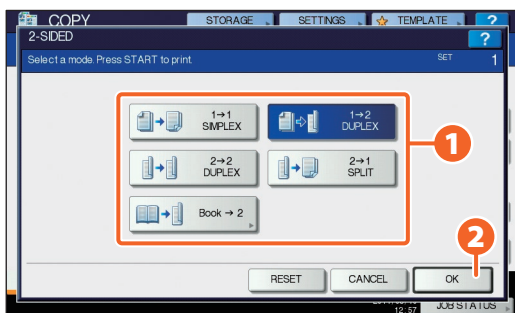 COPY STORAGE SETTINGS TEMPLATE ?
2-SIDED ?
Select a mode. Press START to print. SET 1
1→1 SIMPLEX
1→2 DUPLEX
2→2 DUPLEX
2→1 SPLIT
Book → 2
1
2
RESET CANCEL OK
12:57 JOB STATUS